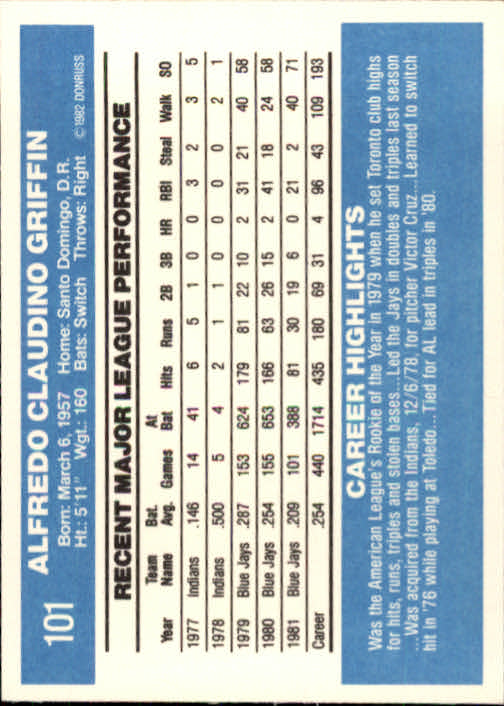 101 ALFREDO CLAUDINO GRIFFIN
Born: March 6, 1957 Home: Santo Domingo, D.R.
Ht.: 5'11" Wgt.: 160 Bats: Switch Throws: Right ©1982 DONRUSS
RECENT MAJOR LEAGUE PERFORMANCE
Team Bat. At
Year Name Avg. Games Bat Hits Runs 2B 3B HR RBI Steal Walk SO
1977 Indians .146 14 41 6 5 1 0 0 3 2 3 5
1978 Indians .500 5 4 2 1 1 0 0 0 0 2 1
1979 Blue Jays .287 153 624 179 81 22 10 2 31 21 40 58
1980 Blue Jays .254 155 653 166 63 26 15 2 41 18 24 58
1981 Blue Jays .209 101 388 81 30 19 6 0 21 2 40 71
Career .254 440 1714 435 180 69 31 4 96 43 109 193
CAREER HIGHLIGHTS
Was the American League's Rookie of the Year in 1979 when he set Toronto club highs
for hits, runs, triples and stolen bases...Led the Jays in doubles and triples last season
...Was acquired from the Indians, 12/6/78, for pitcher Victor Cruz...Learned to switch
hit in '76 while playing at Toledo...Tied for AL lead in triples in '80.